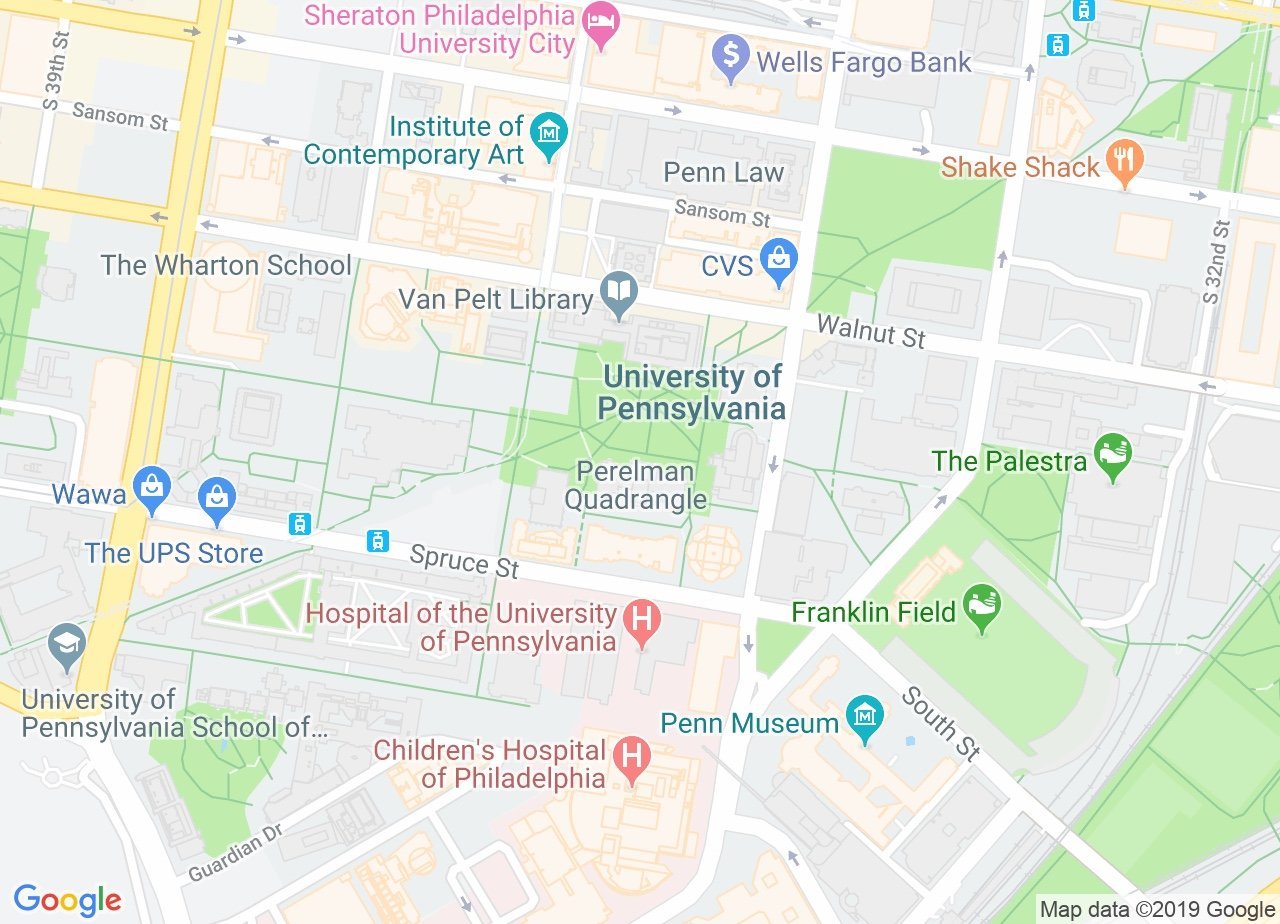 Sheraton Philadelphia
University City
Wells Fargo Bank
S 39th St
Sansom St
Institute of
Contemporary Art
Penn Law
Shake Shack
Sansom St
S 32nd St
The Wharton School
CVS
Van Pelt Library
Walnut St
University of
Pennsylvania
The Palestra
Perelman
Quadrangle
Wawa
The UPS Store
Spruce St
Hospital of the University
of Pennsylvania
Franklin Field
University of
Pennsylvania School of...
Penn Museum
South St
Children's Hospital
of Philadelphia
Guardian Dr
Google
Map data ©2019 Google